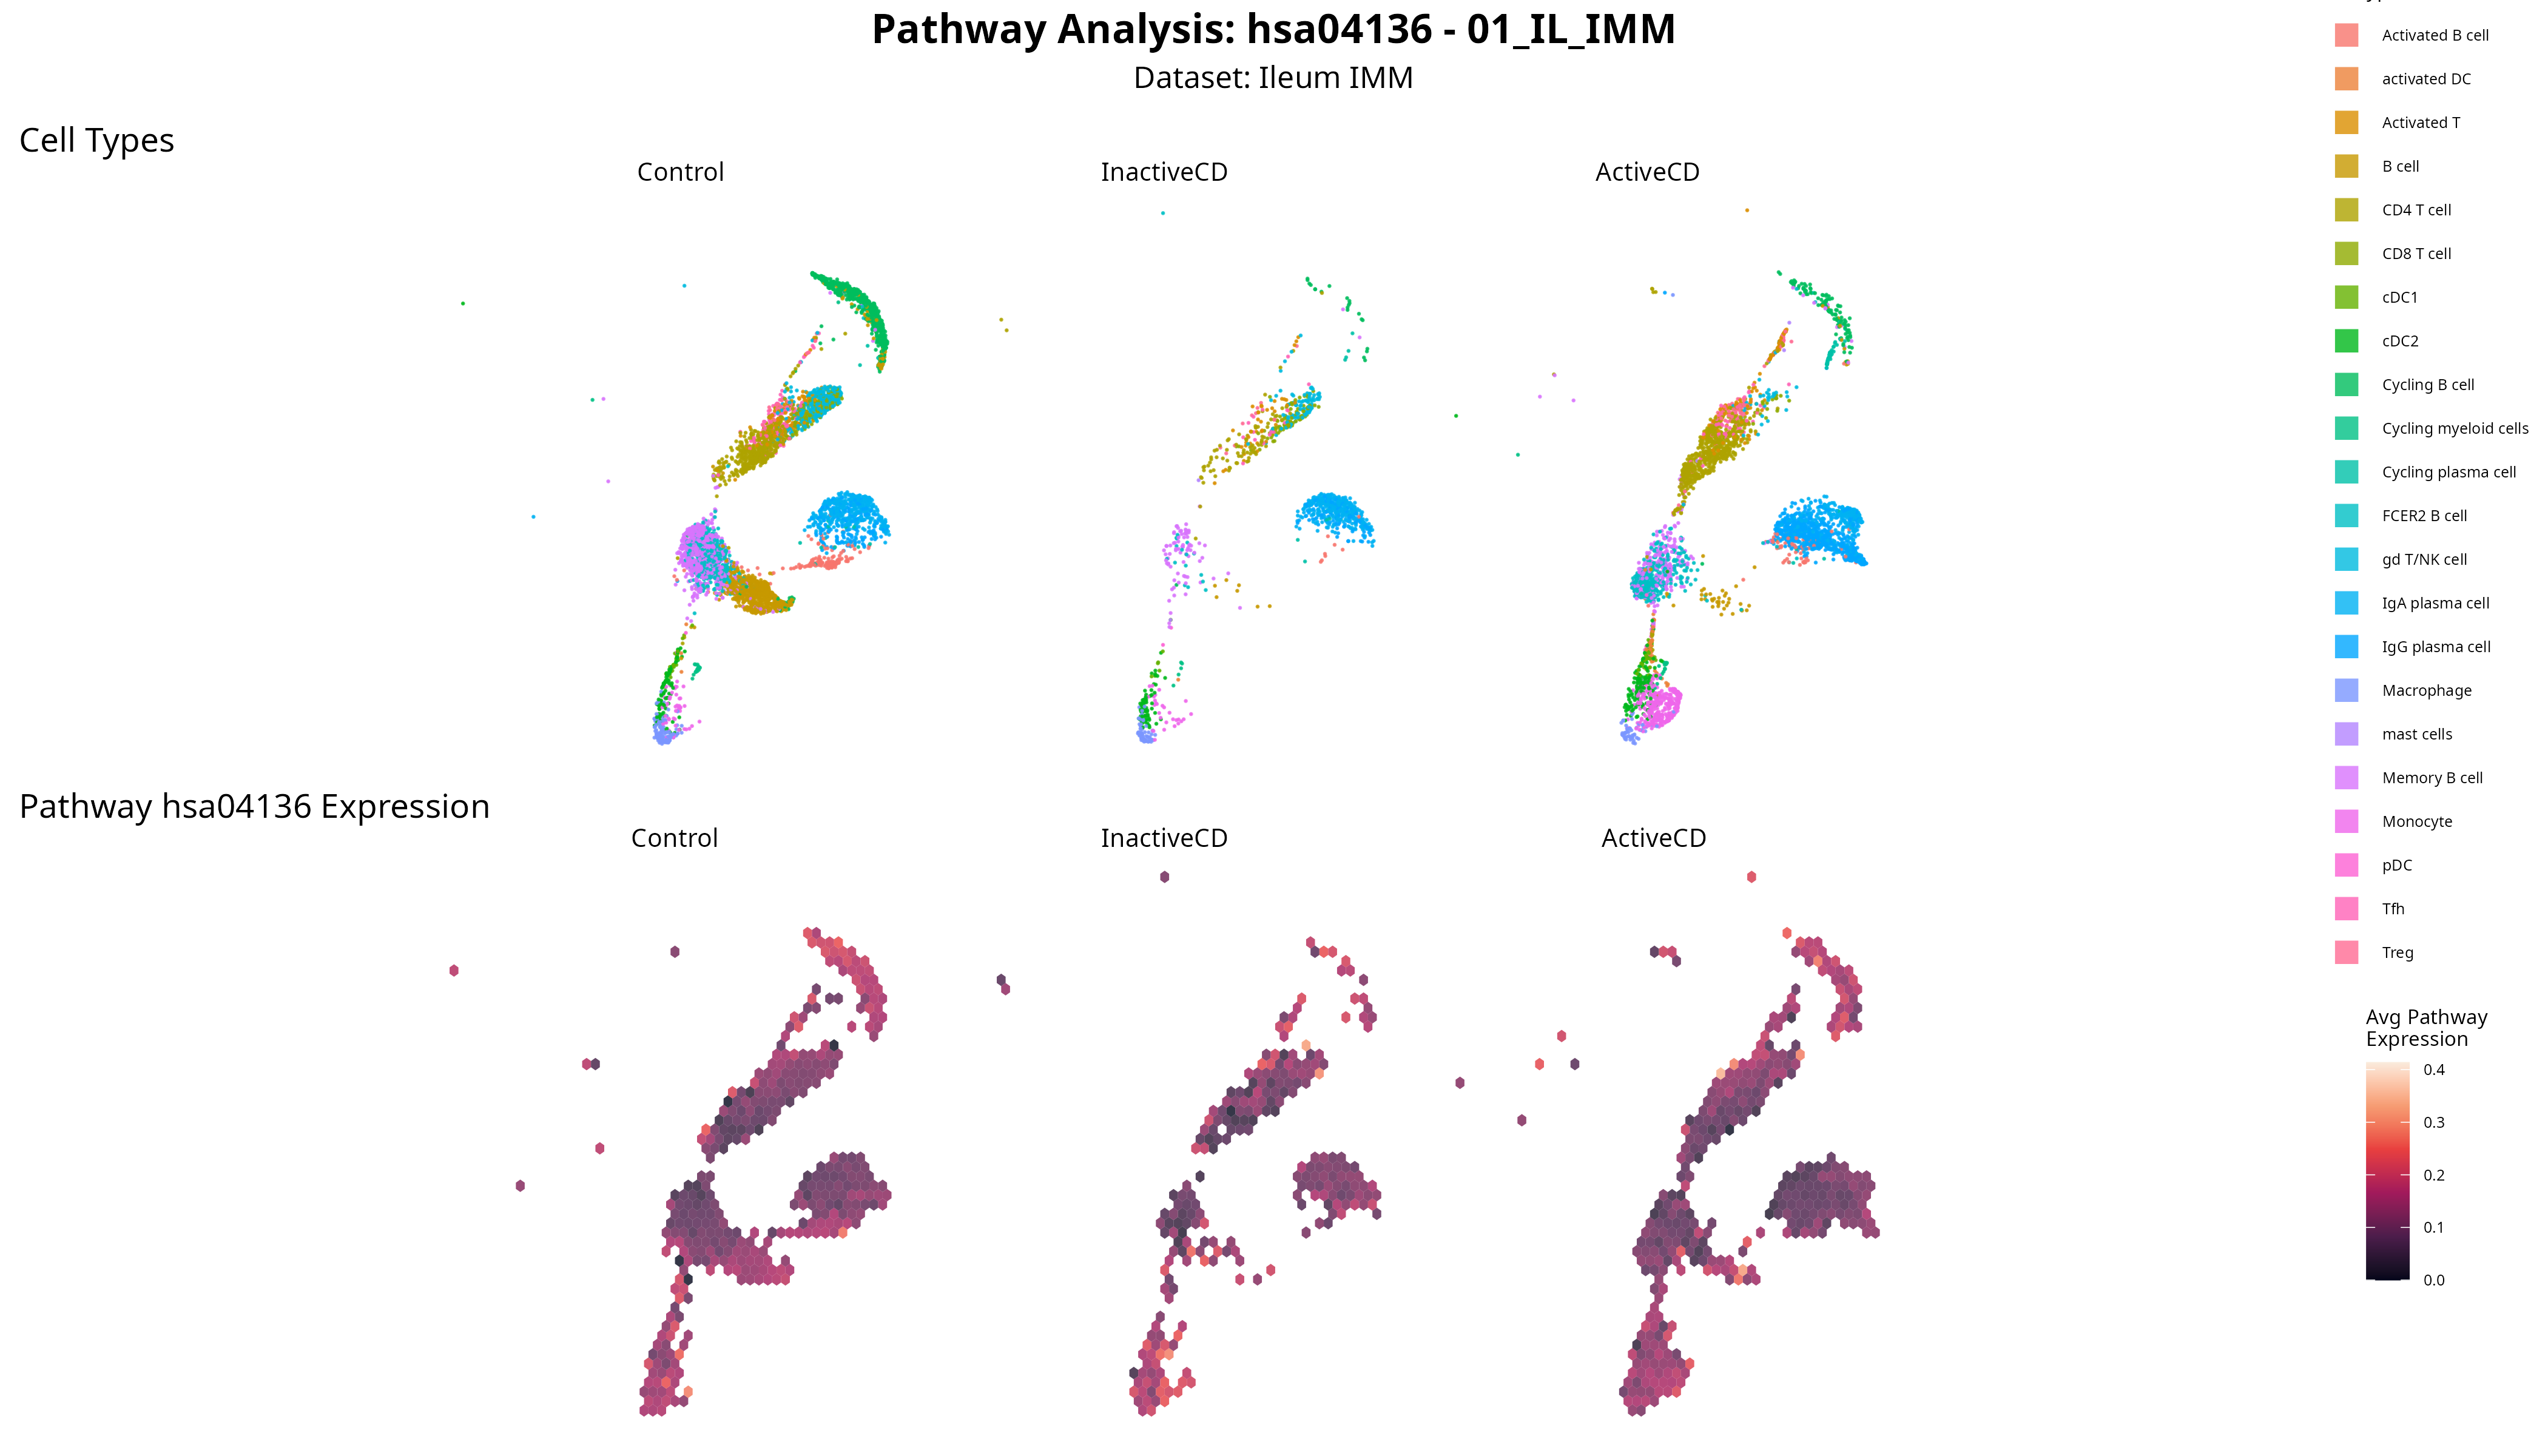 Pathway Analysis: hsa04136 - 01_IL_IMM
Dataset: Ileum IMM
Cell Types
Control
InactiveCD
ActiveCD
Pathway hsa04136 Expression
Control
InactiveCD
ActiveCD
Activated B cell
activated DC
Activated T
B cell
CD4 T cell
CD8 T cell
cDC1
cDC2
Cycling B cell
Cycling myeloid cells
Cycling plasma cell
FCER2 B cell
gd T/NK cell
IgA plasma cell
IgG plasma cell
Macrophage
mast cells
Memory B cell
Monocyte
pDC
Tfh
Treg
Avg Pathway
Expression
0.4
0.3
0.2
0.1
0.0